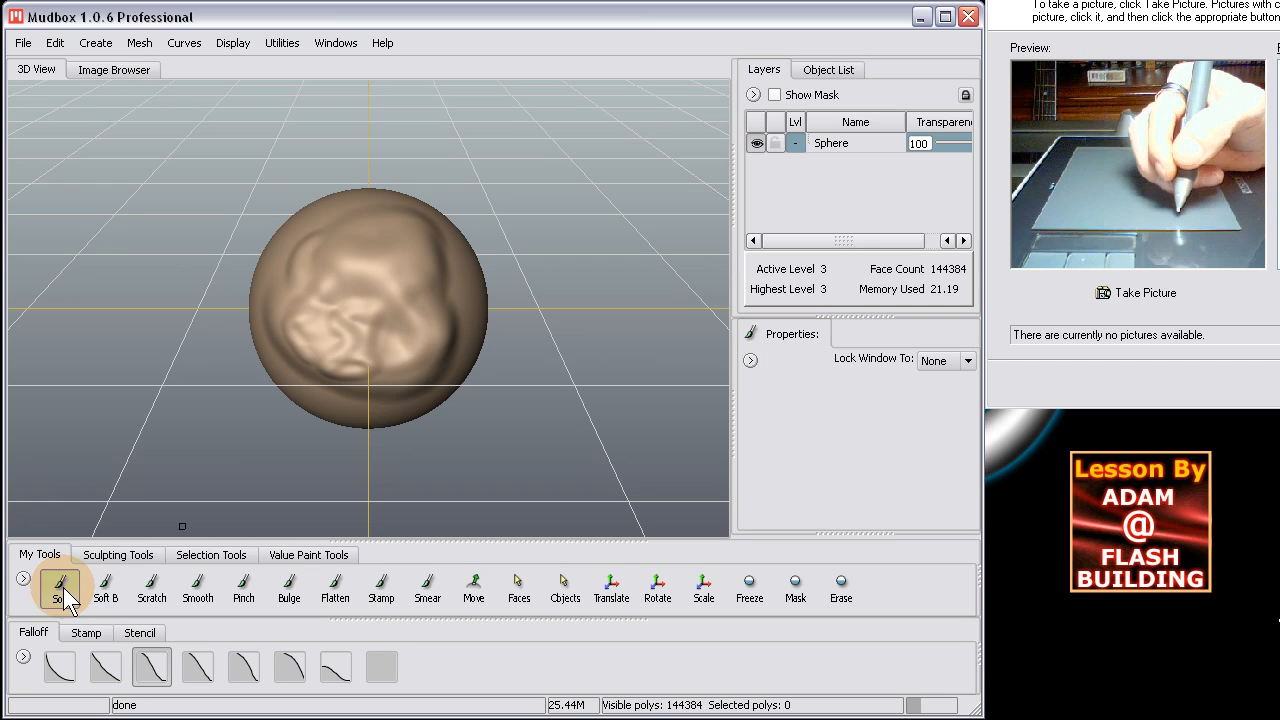 Mudbox 1.0.6 Professional
File Edit Create Mesh Curves Display Utilities Windows Help
3D View Image Browser
Layers Object List
Show Mask
Lvl Name Transparen
- Sphere 100
Active Level 3 Face Count 144384
Highest Level 3 Memory Used 21.19
Properties:
Lock Window To: None
My Tools Sculpting Tools Selection Tools Value Paint Tools
Soft B Scratch Smooth Pinch Bulge Flatten Stamp Smear Move Faces Objects Translate Rotate Scale Freeze Mask Erase
Falloff Stamp Stencil
done 25.44M Visible polys: 144384 Selected polys: 0
To take a picture, click Take Picture. Pictures with c
picture, click it, and then click the appropriate button
Preview:
Take Picture
There are currently no pictures available.
Lesson By
ADAM
@
FLASH
BUILDING